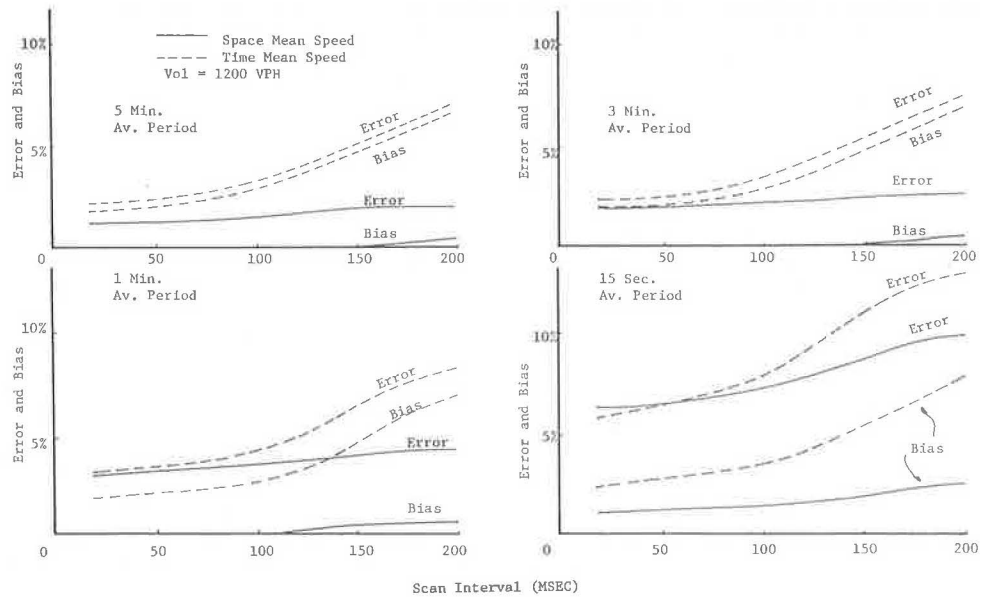 10%
Space Mean Speed
Time Mean Speed
Vol = 1200 VPH
5 Min.
Av. Period
Error
Bias
Error
Bias
5%
Error and Bias
0
50
100
150
200
10%
3 Min.
Av. Period
Error
Bias
Error
Bias
5%
Error and Bias
0
50
100
150
200
1 Min.
Av. Period
10%
Error
Bias
Error
Bias
5%
Error and Bias
0
50
100
150
200
15 Sec.
Av. Period
Error
Error
10%
5%
Bias
Error and Bias
0
50
100
150
200
Scan Interval (MSEC)